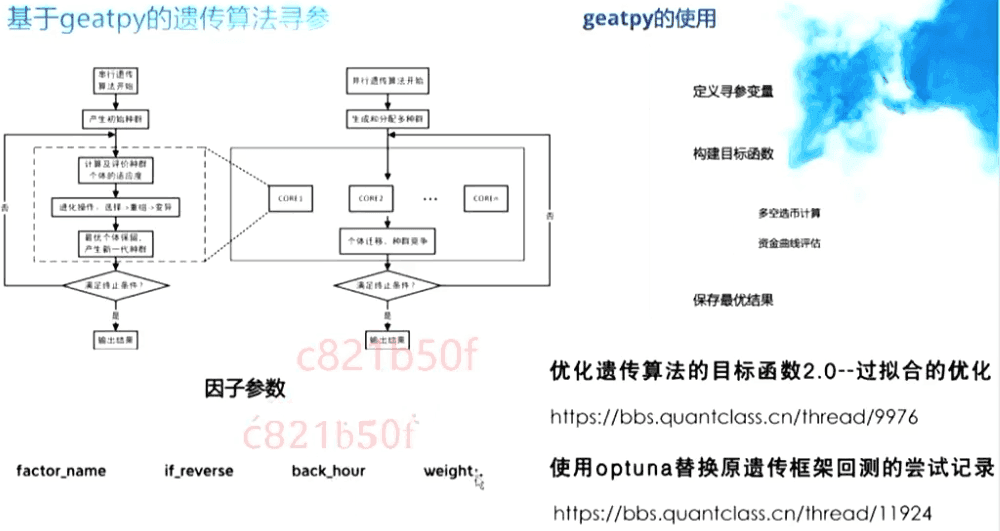 基于geatpy的遗传算法寻参
串行遗传
算法开始
产生初始种群
计算及评价种群
个体的适应度
进化操作：选择->重组->变异
最优个体保留，
产生新一代种群
否
满足终止条件？
是
输出结果
并行遗传算法开始
生成和分配多种群
CORE1
CORE2
...
COREn
个体迁移、种群竞争
否
满足终止条件？
是
输出结果
c821b50f
因子参数
c821b50f
factor_name
if_reverse
back_hour
weight
geatpy的使用
定义寻参变量
构建目标函数
多空选币计算
资金曲线评估
保存最优结果
优化遗传算法的目标函数2.0--过拟合的优化
https://bbs.quantclass.cn/thread/9976
使用optuna替换原遗传框架回测的尝试记录
https://bbs.quantclass.cn/thread/11924